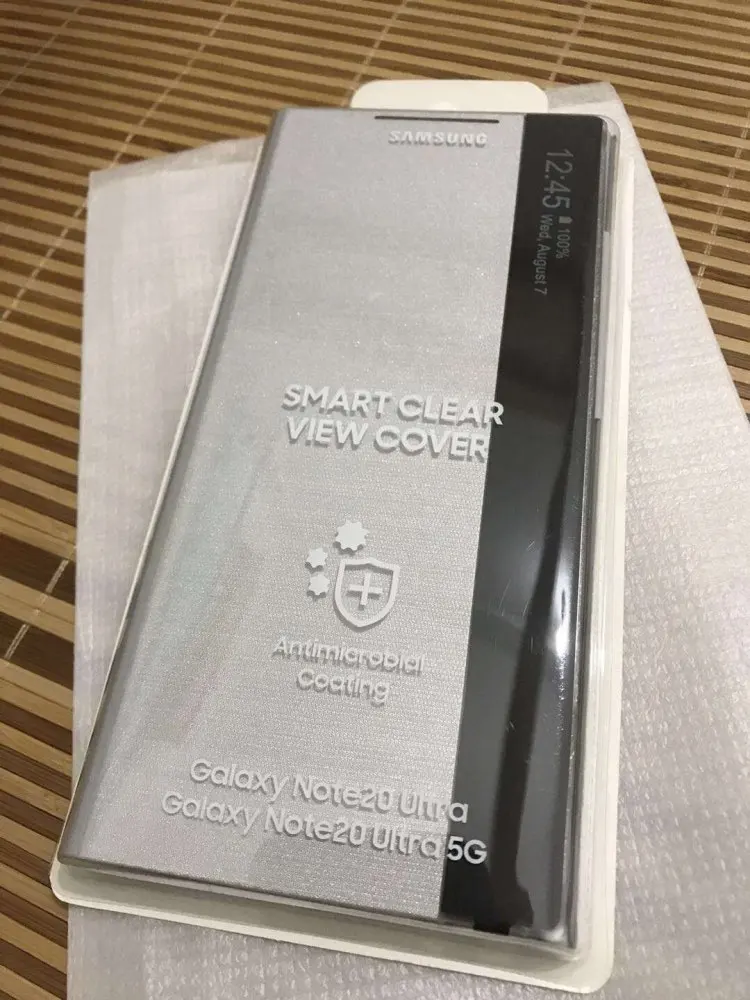 SAMSUNG
12:45
100%
Wed, August 7
SMART CLEAR
VIEW COVER
Antimicrobial
Coating
Galaxy Note20 Ultra
Galaxy Note20 Ultra 5G